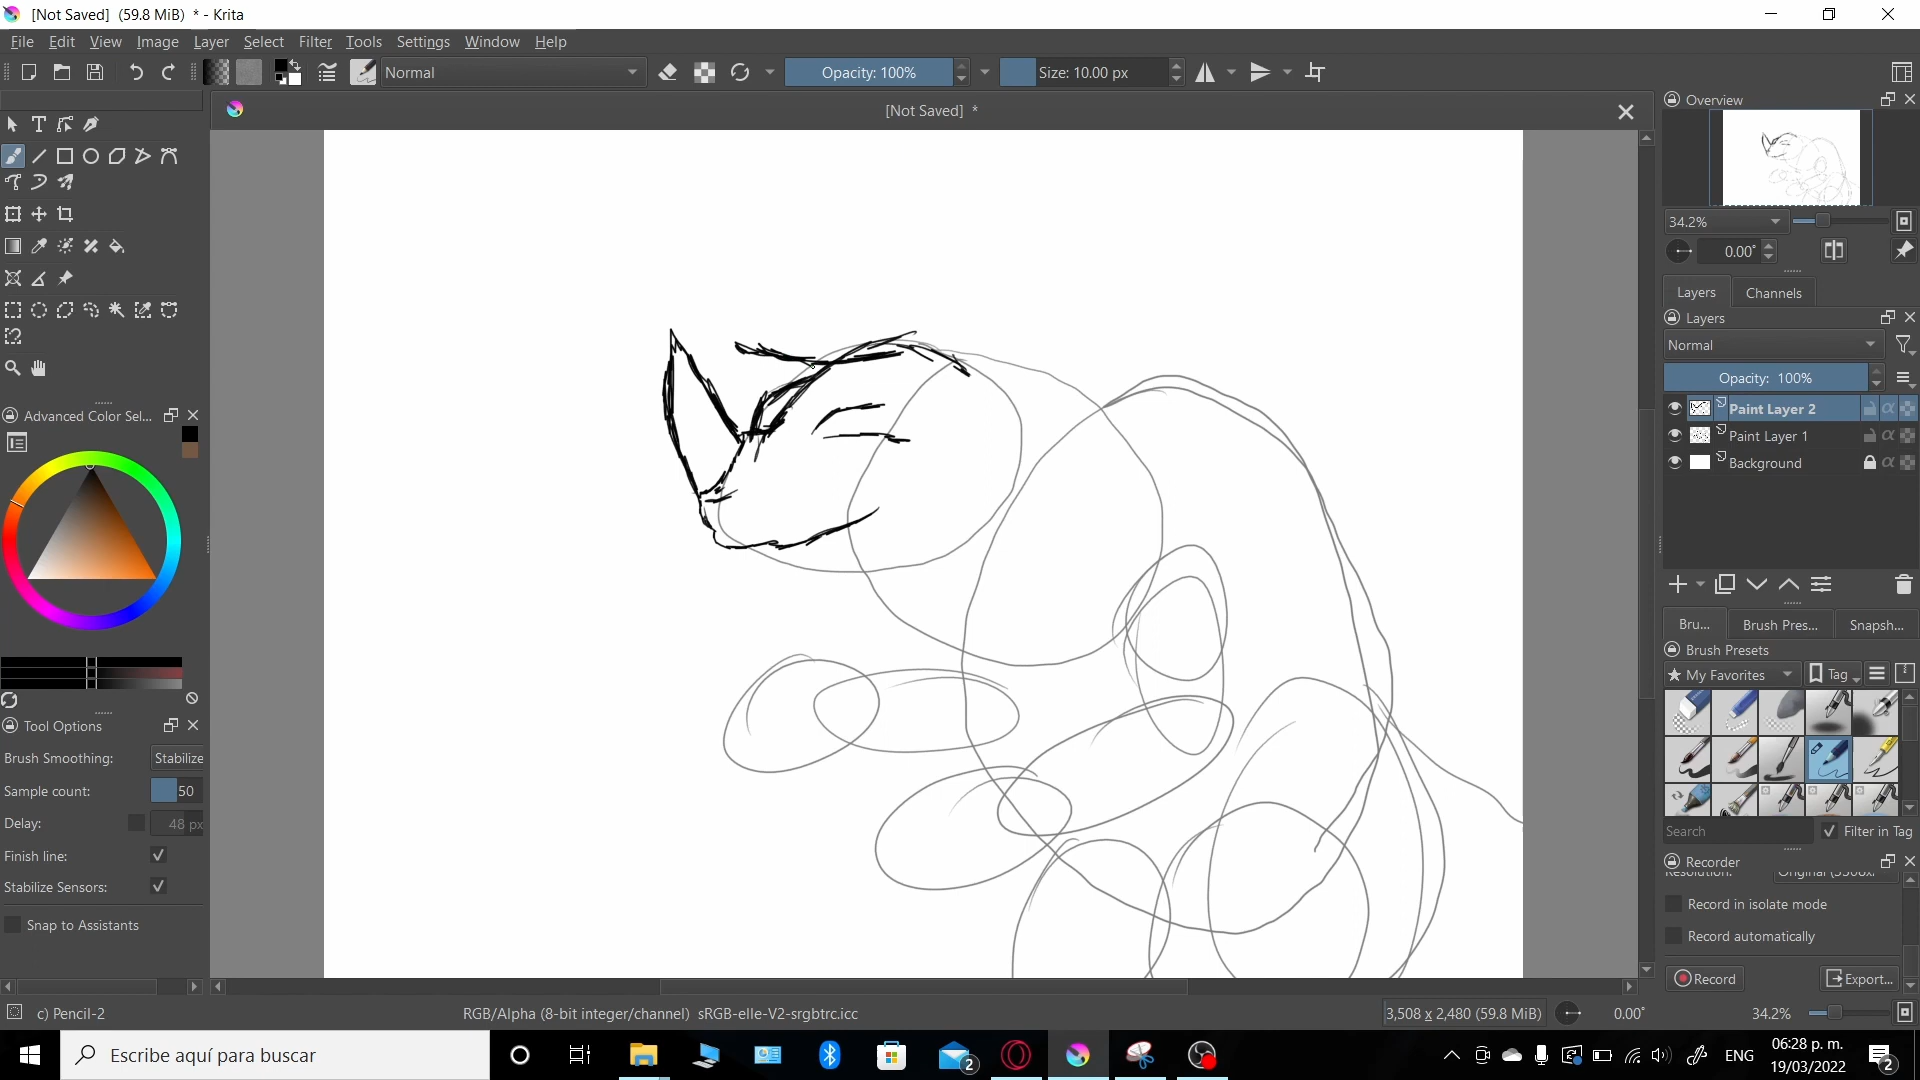 [Not Saved]  (59.8 MiB)  * - Krita
File Edit View Image Layer Select Filter Tools Settings Window Help
Normal Opacity: 100% Size: 10.00 px
[Not Saved]  *
Overview
34.2%
0.00°
Layers Channels
Layers
Normal
Opacity:  100%
Paint Layer 2
Paint Layer 1
Background
Advanced Color Sel...
Tool Options
Brush Smoothing: Stabilize
Sample count: 50
Delay: 48 px
Finish line:
Stabilize Sensors:
Snap to Assistants
Bru... Brush Pres... Snapsh...
Brush Presets
My Favorites Tag
Search Filter in Tag
Recorder
Record in isolate mode
Record automatically
Record Export...
c) Pencil-2 RGB/Alpha (8-bit integer/channel)  sRGB-elle-V2-srgbtrc.icc 3,508 x 2,480 (59.8 MiB) 0.00° 34.2%
Escribe aquí para buscar
2
ENG
06:28 p. m.
19/03/2022
2